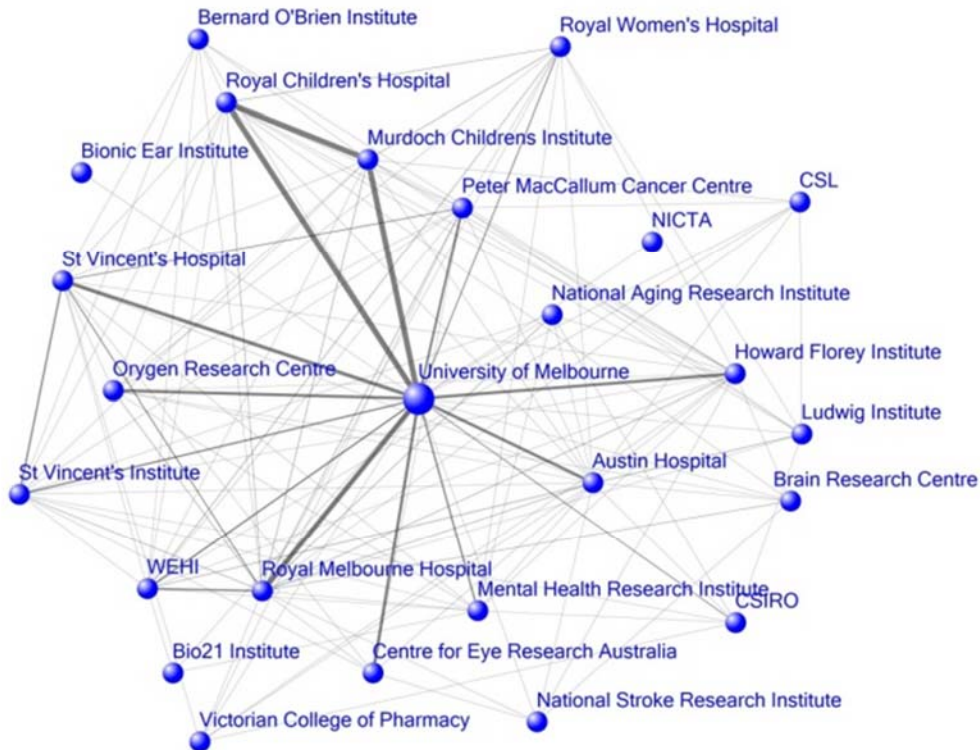 Bernard O'Brien Institute
Royal Women's Hospital
Royal Children's Hospital
Murdoch Childrens Institute
Bionic Ear Institute
Peter MacCallum Cancer Centre
CSL
NICTA
St Vincent's Hospital
National Aging Research Institute
Howard Florey Institute
Orygen Research Centre
University of Melbourne
Ludwig Institute
Austin Hospital
St Vincent's Institute
Brain Research Centre
WEHI
Royal Melbourne Hospital
Mental Health Research Institute
CSIRO
Bio21 Institute
Centre for Eye Research Australia
National Stroke Research Institute
Victorian College of Pharmacy